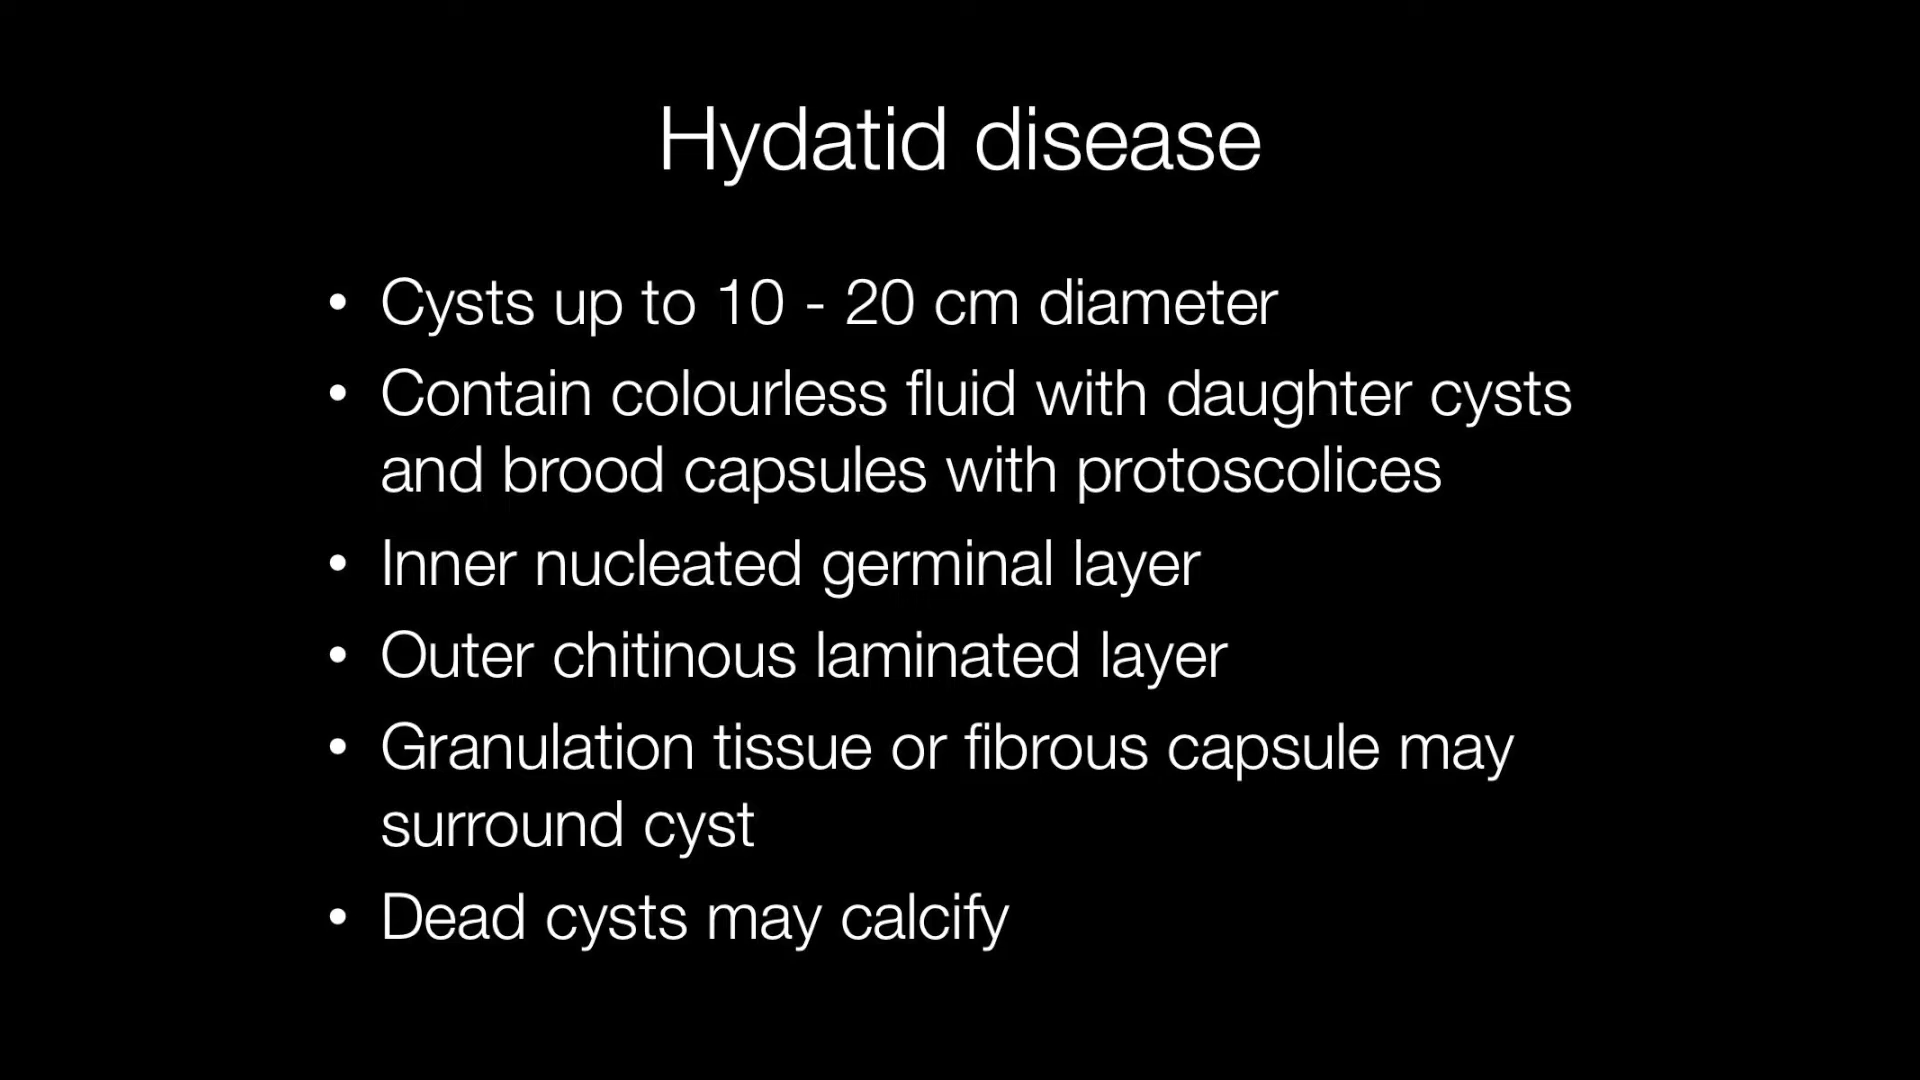 Hydatid disease
• Cysts up to 10 - 20 cm diameter
• Contain colourless fluid with daughter cysts
and brood capsules with protoscolices
• Inner nucleated germinal layer
• Outer chitinous laminated layer
• Granulation tissue or fibrous capsule may
surround cyst
• Dead cysts may calcify